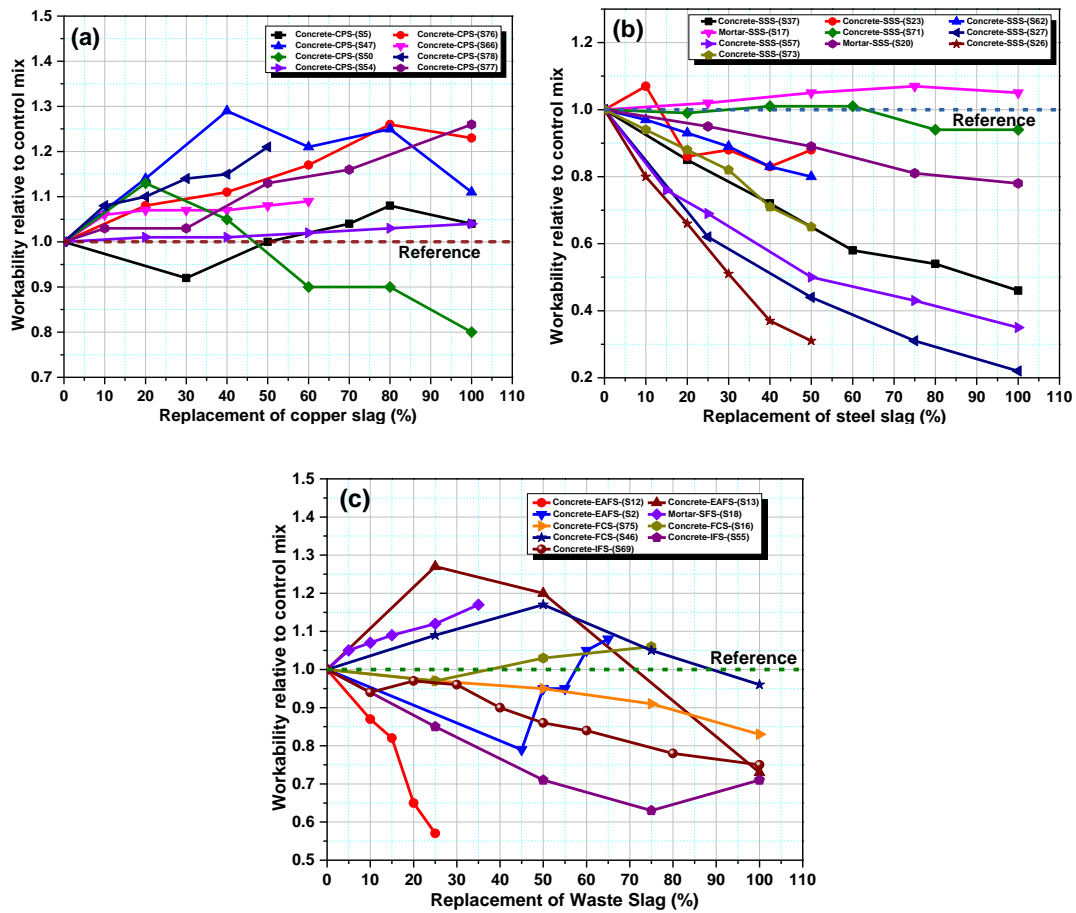 (a)
Concrete-CPS-(S5) Concrete-CPS-(S76)
Concrete-CPS-(S47) Concrete-CPS-(S66)
Concrete-CPS-(S50) Concrete-CPS-(S78)
Concrete-CPS-(S54) Concrete-CPS-(S77)
Workability relative to control mix
1.5
1.4
1.3
1.2
1.1
1.0
0.9
0.8
0.7
Reference
0 10 20 30 40 50 60 70 80 90 100 110
Replacement of copper slag (%)
(b)
Concrete-SSS-(S37) Concrete-SSS-(S23) Concrete-SSS-(S62)
Mortar-SSS-(S17) Concrete-SSS-(S71) Concrete-SSS-(S27)
Concrete-SSS-(S57) Mortar-SSS-(S20) Concrete-SSS-(S26)
Concrete-SSS-(S73)
Workability relative to control mix
1.2
1.0
0.8
0.6
0.4
0.2
Reference
0 10 20 30 40 50 60 70 80 90 100 110
Replacement of steel slag (%)
(c)
Concrete-EAFS-(S12) Concrete-EAFS-(S13)
Concrete-EAFS-(S2) Mortar-SFS-(S18)
Concrete-FCS-(S75) Concrete-FCS-(S16)
Concrete-FCS-(S46) Concrete-IFS-(S55)
Concrete-IFS-(S69)
Workability relative to control mix
1.5
1.4
1.3
1.2
1.1
1.0
0.9
0.8
0.7
0.6
0.5
Reference
0 10 20 30 40 50 60 70 80 90 100 110
Replacement of Waste Slag (%)